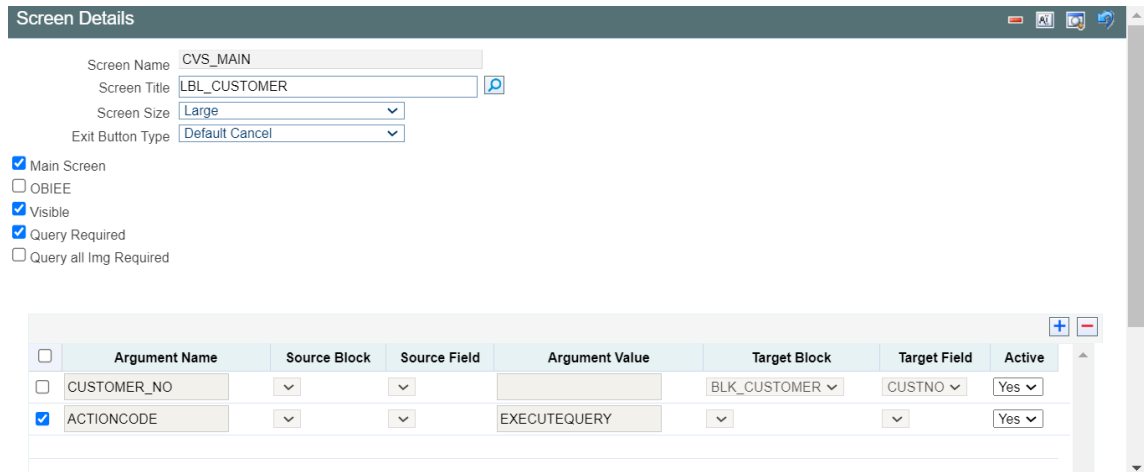 Screen Details
Screen Name CVS_MAIN
Screen Title LBL_CUSTOMER
Screen Size Large
Exit Button Type Default Cancel
Main Screen
OBIEE
Visible
Query Required
Query all Img Required
Argument Name Source Block Source Field Argument Value Target Block Target Field Active
CUSTOMER_NO BLK_CUSTOMER CUSTNO Yes
ACTIONCODE EXECUTEQUERY Yes